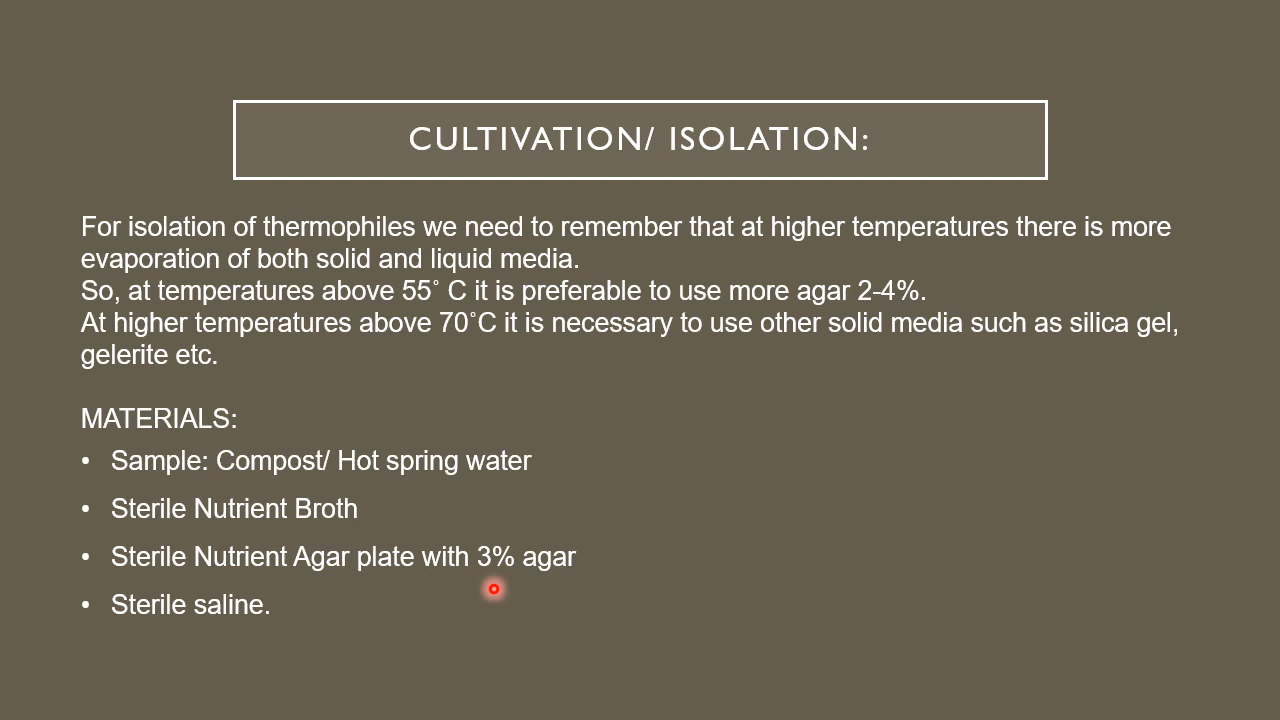 CULTIVATION/ ISOLATION:
For isolation of thermophiles we need to remember that at higher temperatures there is more
evaporation of both solid and liquid media.
So, at temperatures above 55˚ C it is preferable to use more agar 2-4%.
At higher temperatures above 70˚C it is necessary to use other solid media such as silica gel,
gelerite etc.
MATERIALS:
• Sample: Compost/ Hot spring water
• Sterile Nutrient Broth
• Sterile Nutrient Agar plate with 3% agar
• Sterile saline.